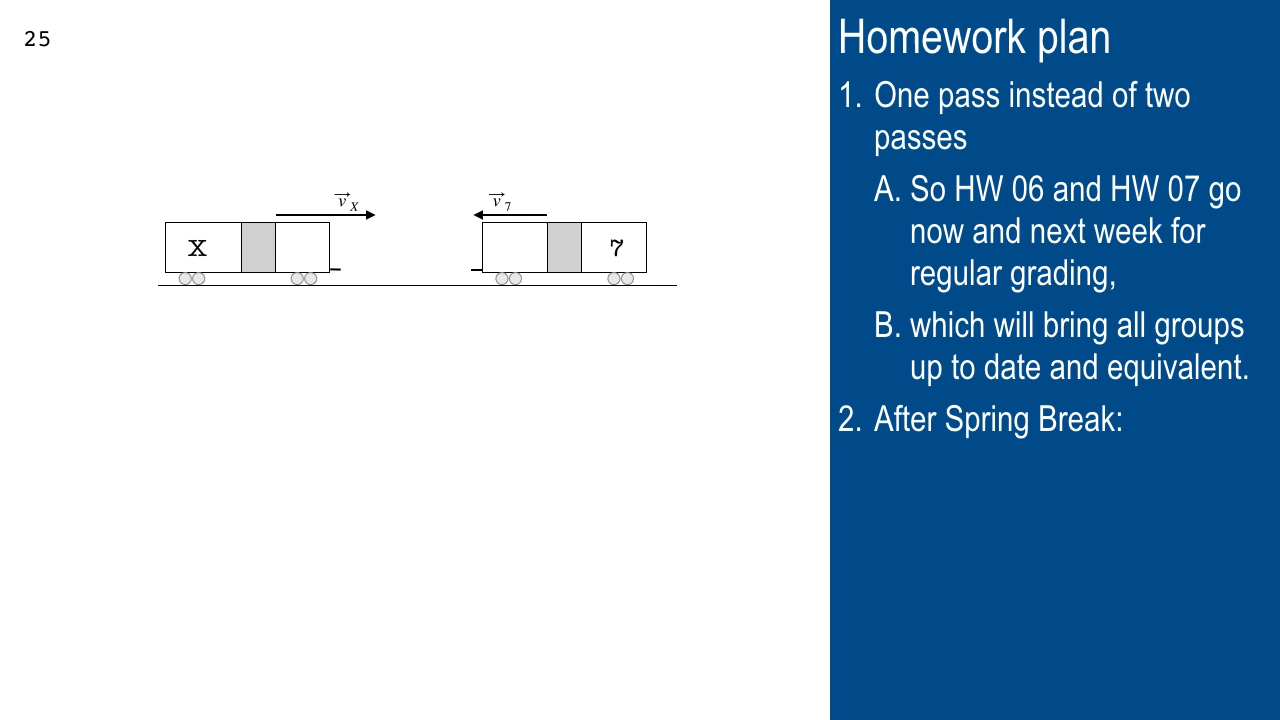 25
Homework plan
1. One pass instead of two
passes
A. So HW 06 and HW 07 go
now and next week for
regular grading,
B. which will bring all groups
up to date and equivalent.
2. After Spring Break:
v⃗ X
v⃗ 7
X
7